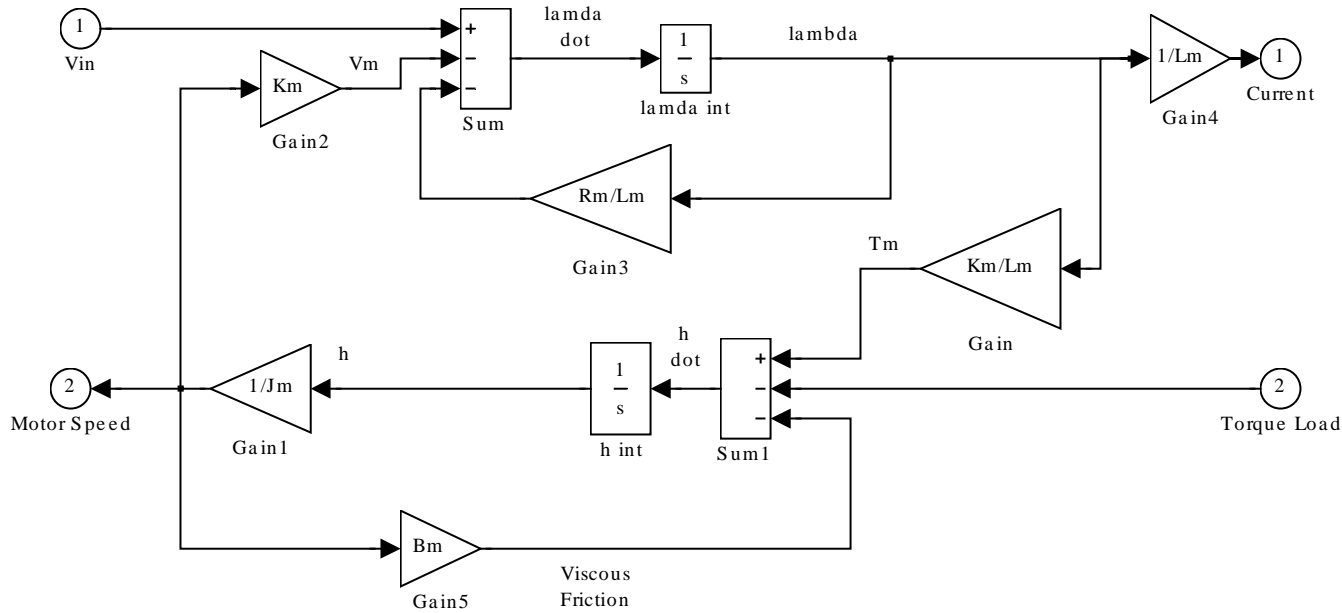 1
Vin
Km
Gain2
Vm
+
−
−
Sum
lamda
dot
1
s
lamda int
lambda
1/Lm
Gain4
1
Current
Rm/Lm
Gain3
Tm
Km/Lm
Gain
2
Motor Speed
1/Jm
Gain1
h
1
s
h int
h
dot
+
−
−
Sum1
2
Torque Load
Bm
Gain5
Viscous
Friction